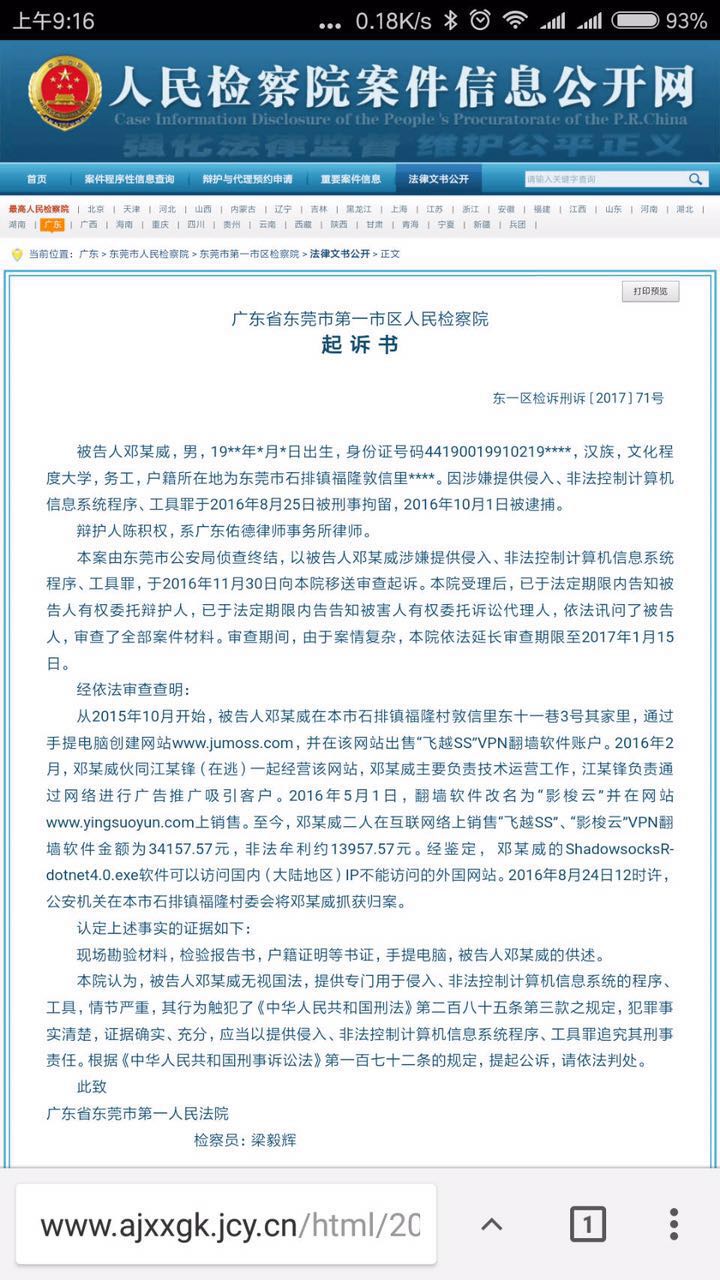 上午9:16 ... 0.18K/s 93%
人民检察院案件信息公开网
Case Information Disclosure of the People's Procuratorate of the P.R.China
强化法律监督 维护公平正义
首页 案件程序性信息查询 辩护与代理预约申请 重要案件信息 法律文书公开 请输入关键字查询
最高人民检察院 | 北京 | 天津 | 河北 | 山西 | 内蒙古 | 辽宁 | 吉林 | 黑龙江 | 上海 | 江苏 | 浙江 | 安徽 | 福建 | 江西 | 山东 | 河南 | 湖北 |
湖南 | 广东 | 广西 | 海南 | 重庆 | 四川 | 贵州 | 云南 | 西藏 | 陕西 | 甘肃 | 青海 | 宁夏 | 新疆 | 兵团 |
当前位置：广东 > 东莞市人民检察院 > 东莞市第一市区人民检察院 > 法律文书公开 > 正文
打印预览
广东省东莞市第一市区人民检察院
起 诉 书
东一区检诉刑诉〔2017〕71号
被告人邓某威，男，19**年*月*日出生，身份证号码44190019910219****，汉族，文化程
度大学，务工，户籍所在地为东莞市石排镇福隆敦信里****。因涉嫌提供侵入、非法控制计算机
信息系统程序、工具罪于2016年8月25日被刑事拘留，2016年10月1日被逮捕。
辩护人陈积权，系广东佑德律师事务所律师。
本案由东莞市公安局侦查终结，以被告人邓某威涉嫌提供侵入、非法控制计算机信息系统
程序、工具罪，于2016年11月30日向本院移送审查起诉。本院受理后，已于法定期限内告知被
告人有权委托辩护人，已于法定期限内告告知被害人有权委托诉讼代理人，依法讯问了被告
人，审查了全部案件材料。审查期间，由于案情复杂，本院依法延长审查期限至2017年1月15
日。
经依法审查查明：
从2015年10月开始，被告人邓某威在本市石排镇福隆村敦信里东十一巷3号其家里，通过
手提电脑创建网站www.jumoss.com，并在该网站出售“飞越SS”VPN翻墙软件账户。2016年2
月，邓某威伙同江某锋（在逃）一起经营该网站，邓某威主要负责技术运营工作，江某锋负责通
过网络进行广告推广吸引客户。2016年5月1日，翻墙软件改名为“影梭云”并在网站
www.yingsuoyun.com上销售。至今，邓某威二人在互联网络上销售“飞越SS”、“影梭云”VPN翻
墙软件金额为34157.57元，非法牟利约13957.57元。经鉴定，邓某威的ShadowsocksR-
dotnet4.0.exe软件可以访问国内（大陆地区）IP不能访问的外国网站。2016年8月24日12时许，
公安机关在本市石排镇福隆村委会将邓某威抓获归案。
认定上述事实的证据如下：
现场勘验材料，检验报告书，户籍证明等书证，手提电脑，被告人邓某威的供述。
本院认为，被告人邓某威无视国法，提供专门用于侵入、非法控制计算机信息系统的程序、
工具，情节严重，其行为触犯了《中华人民共和国刑法》第二百八十五条第三款之规定，犯罪事
实清楚，证据确实、充分，应当以提供侵入、非法控制计算机信息系统程序、工具罪追究其刑事
责任。根据《中华人民共和国刑事诉讼法》第一百七十二条的规定，提起公诉，请依法判处。
此致
广东省东莞市第一人民法院
检察员：梁毅辉
www.ajxxgk.jcy.cn/html/20 1